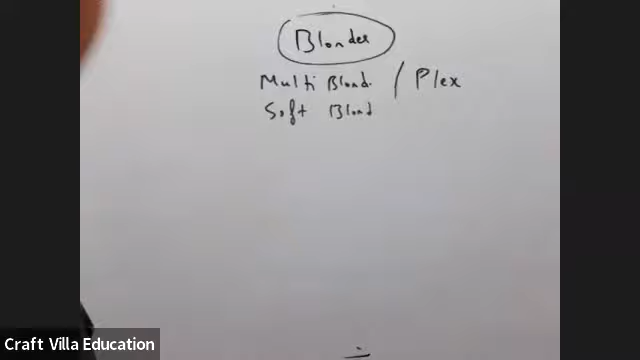 Blonder
Multi Blond / Plex
Soft Blond
Craft Villa Education